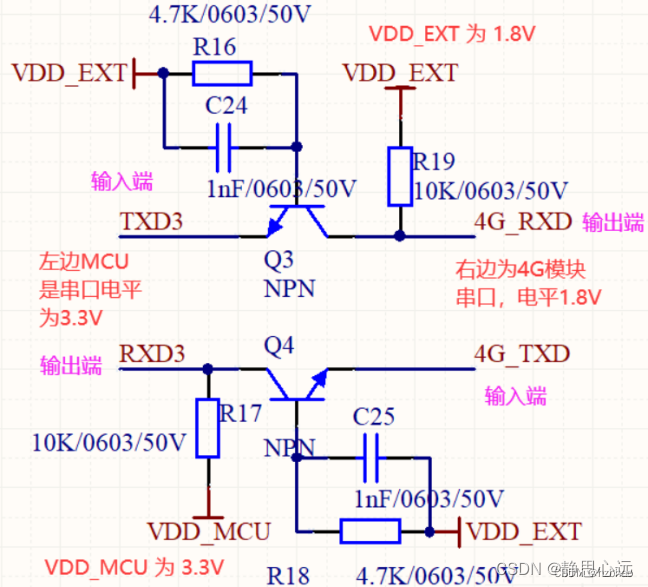 4.7K/0603/50V
VDD_EXT 为 1.8V
R16
VDD_EXT
VDD_EXT
C24
R19
输入端
1nF/0603/50V
10K/0603/50V
TXD3
4G_RXD
输出端
Q3
NPN
左边MCU
是串口电平
为3.3V
右边为4G模块
串口，电平1.8V
RXD3
Q4
4G_TXD
输出端
输入端
R17
C25
10K/0603/50V
NPN
1nF/0603/50V
VDD_MCU
VDD_EXT
VDD_MCU 为 3.3V
R18
4.7K/0603/50V
CSDN @静思心远